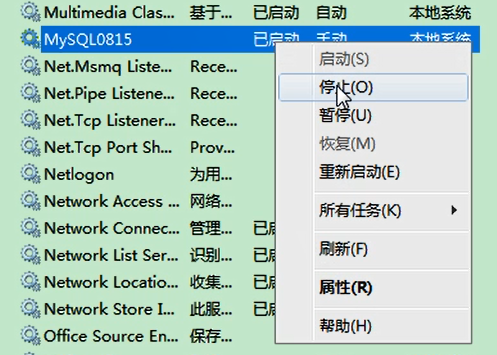 Multimedia Clas... 基于... 已启动 自动 本地系统
MySQL0815 已启动 手动 本地系统
Net.Msmq Liste... Rece... 启动(S)
Net.Pipe Listene... Rece... 停止(O)
Net.Tcp Listener... Rece... 暂停(U)
Net.Tcp Port Sh... Prov... 恢复(M)
Netlogon 为用... 重新启动(E)
Network Access ... 网络...
Network Connec... 管理... 已启 所有任务(K)
Network List Ser... 识别... 已启 刷新(F)
Network Locatio... 收集... 已启 属性(R)
Network Store I... 此服... 已启
Office Source En... 保存... 帮助(H)